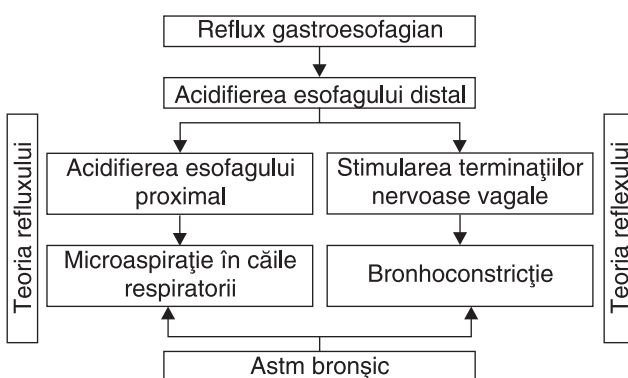 Reflux gastroesofagian
Acidifierea esofagului distal
Teoria refluxului
Acidifierea esofagului
proximal
Stimularea terminaţiilor
nervoase vagale
Teoria reflexului
Microaspiraţie în căile
respiratorii
Bronhoconstricţie
Astm bronşic